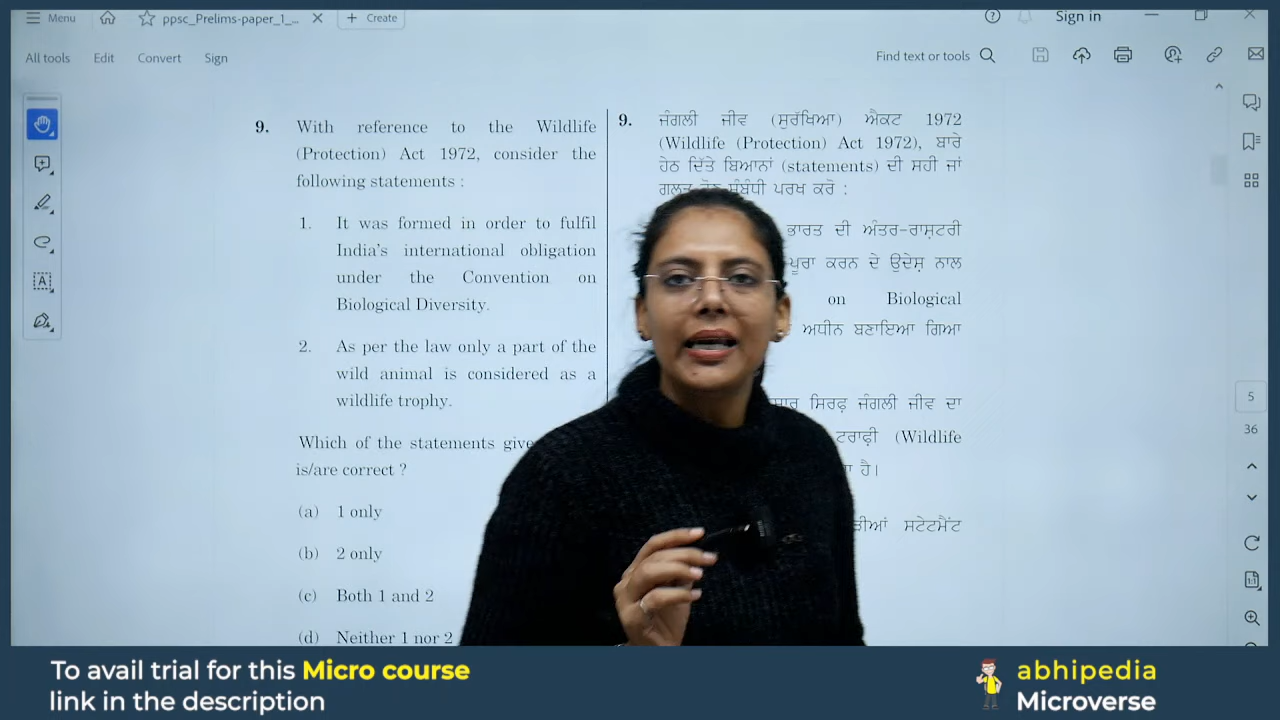 Menu
ppsc_Prelims-paper_1_...
Create
Sign in
All tools
Edit
Convert
Sign
Find text or tools
9. With reference to the Wildlife
(Protection) Act 1972, consider the
following statements :
1. It was formed in order to fulfil
India's international obligation
under the Convention on
Biological Diversity.
2. As per the law only a part of the
wild animal is considered as a
wildlife trophy.
Which of the statements give
is/are correct ?
(a) 1 only
(b) 2 only
(c) Both 1 and 2
(d) Neither 1 nor 2
9. ਜੰਗਲੀ ਜੀਵ (ਸੁਰੱਖਿਆ) ਐਕਟ 1972
(Wildlife (Protection) Act 1972), ਬਾਰੇ
ਹੇਠ ਦਿੱਤੇ ਬਿਆਨਾਂ (statements) ਦੀ ਸਹੀ ਜਾਂ
ਗਲਤ ਹੋਣ ਸੰਬੰਧੀ ਪਰਖ ਕਰੋ :
ਭਾਰਤ ਦੀ ਅੰਤਰ-ਰਾਸ਼ਟਰੀ
ਪੂਰਾ ਕਰਨ ਦੇ ਉਦੇਸ਼ ਨਾਲ
on Biological
ਅਧੀਨ ਬਣਾਇਆ ਗਿਆ
ਸਿਰਫ਼ ਜੰਗਲੀ ਜੀਵ ਦਾ
ਟਰਾਫ਼ੀ (Wildlife
ਹੈ।
ਸਟੇਟਮੈਂਟ
5
36
To avail trial for this Micro course
link in the description
abhipedia
Microverse